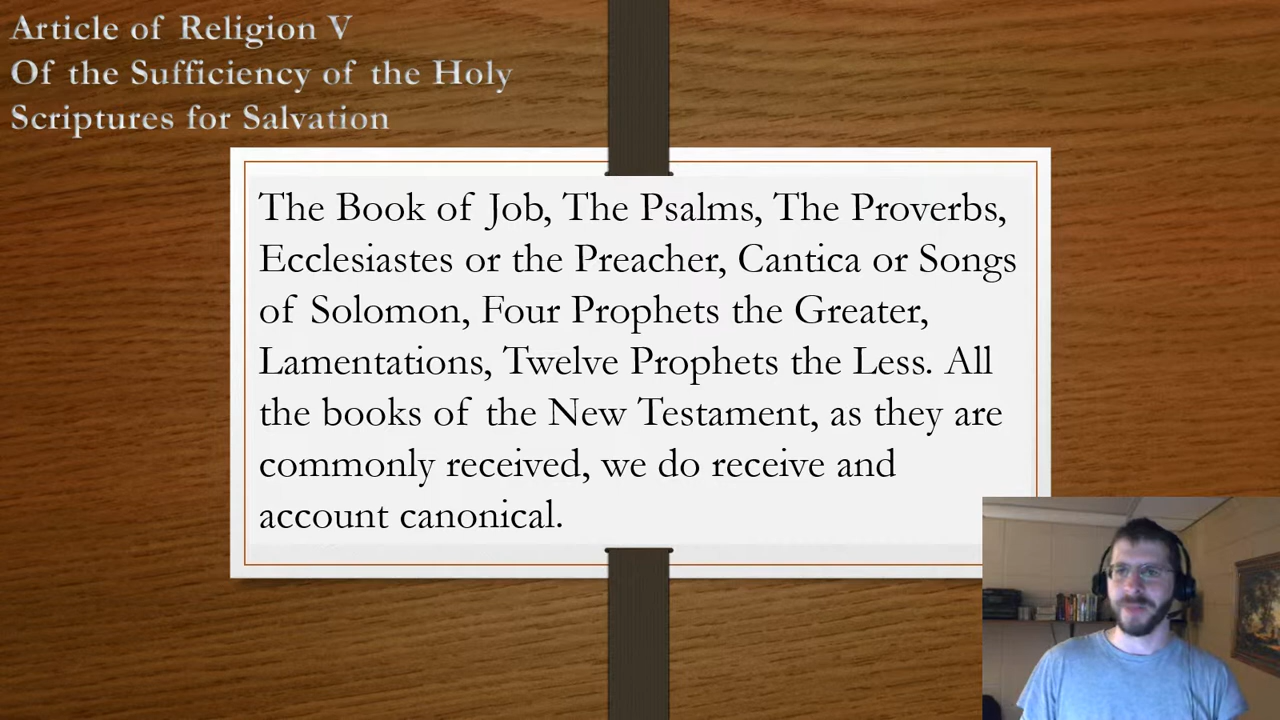 Article of Religion V
Of the Sufficiency of the Holy
Scriptures for Salvation
The Book of Job, The Psalms, The Proverbs,
Ecclesiastes or the Preacher, Cantica or Songs
of Solomon, Four Prophets the Greater,
Lamentations, Twelve Prophets the Less. All
the books of the New Testament, as they are
commonly received, we do receive and
account canonical.